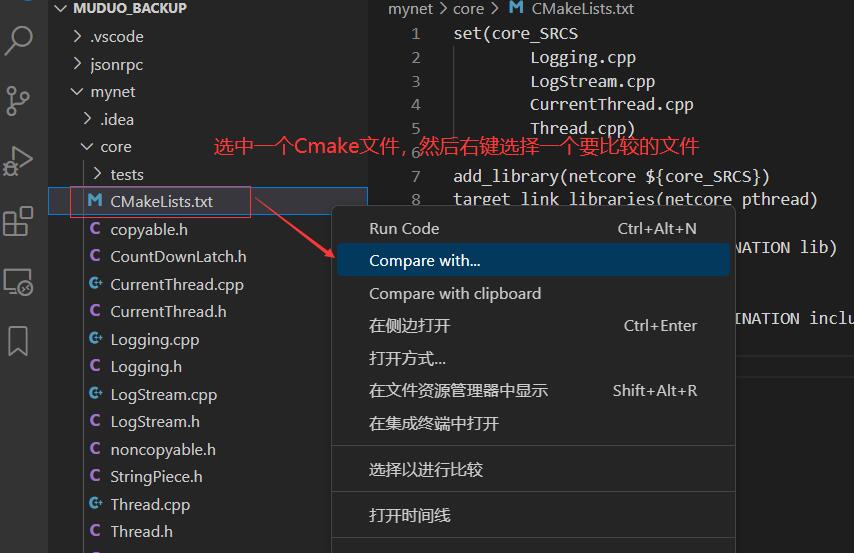 MUDUO_BACKUP
.vscode
jsonrpc
mynet
.idea
core
tests
CMakeLists.txt
copyable.h
CountDownLatch.h
CurrentThread.cpp
CurrentThread.h
Logging.cpp
Logging.h
LogStream.cpp
LogStream.h
noncopyable.h
StringPiece.h
Thread.cpp
Thread.h
mynet > core > CMakeLists.txt
1 set(core_SRCS
2 Logging.cpp
3 LogStream.cpp
4 CurrentThread.cpp
5 Thread.cpp)
6
7 add_library(netcore ${core_SRCS})
8 target_link_libraries(netcore pthread)
INATION lib)
INATION inclu
选中一个Cmake文件，然后右键选择一个要比较的文件
Run Code Ctrl+Alt+N
Compare with...
Compare with clipboard
在侧边打开 Ctrl+Enter
打开方式...
在文件资源管理器中显示 Shift+Alt+R
在集成终端中打开
选择以进行比较
打开时间线